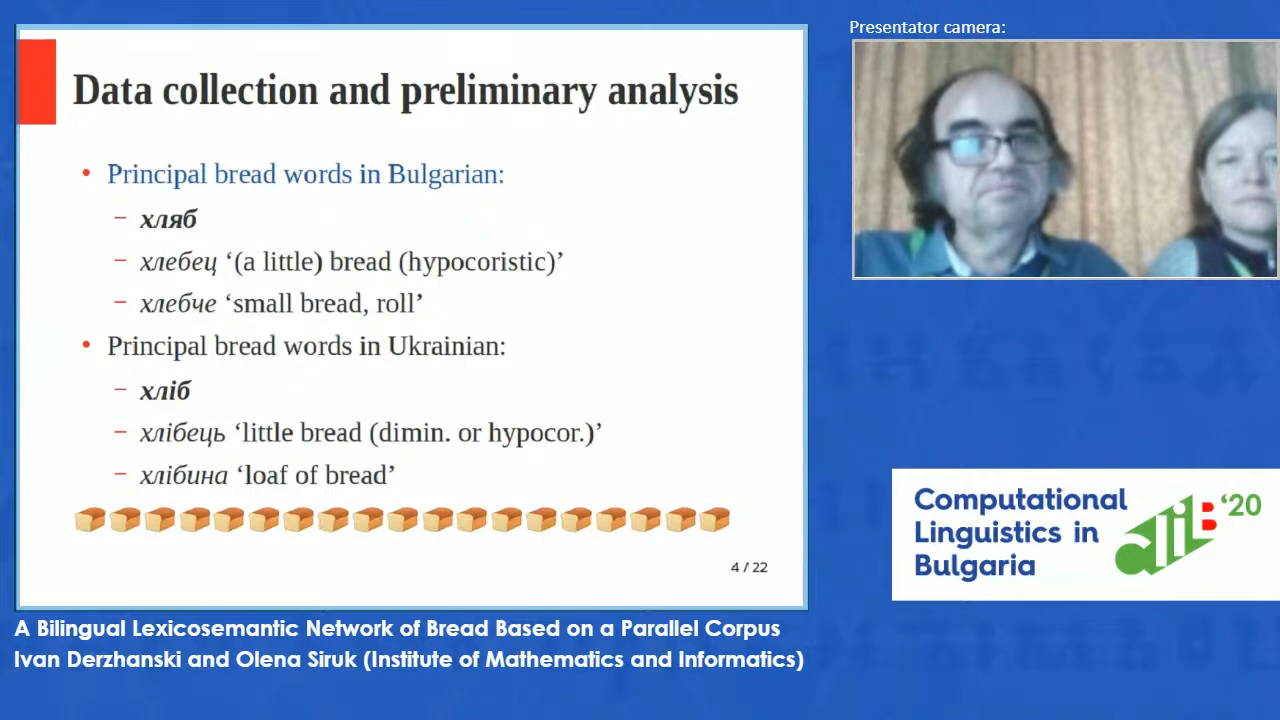 Presentator camera:
Data collection and preliminary analysis
• Principal bread words in Bulgarian:
– хляб
– хлебец ‘(a little) bread (hypocoristic)’
– хлебче ‘small bread, roll’
• Principal bread words in Ukrainian:
– хліб
– хлібець ‘little bread (dimin. or hypocor.)’
– хлібина ‘loaf of bread’
4 / 22
Computational
Linguistics in
Bulgaria
clib ‘20
A Bilingual Lexicosemantic Network of Bread Based on a Parallel Corpus
Ivan Derzhanski and Olena Siruk (Institute of Mathematics and Informatics)